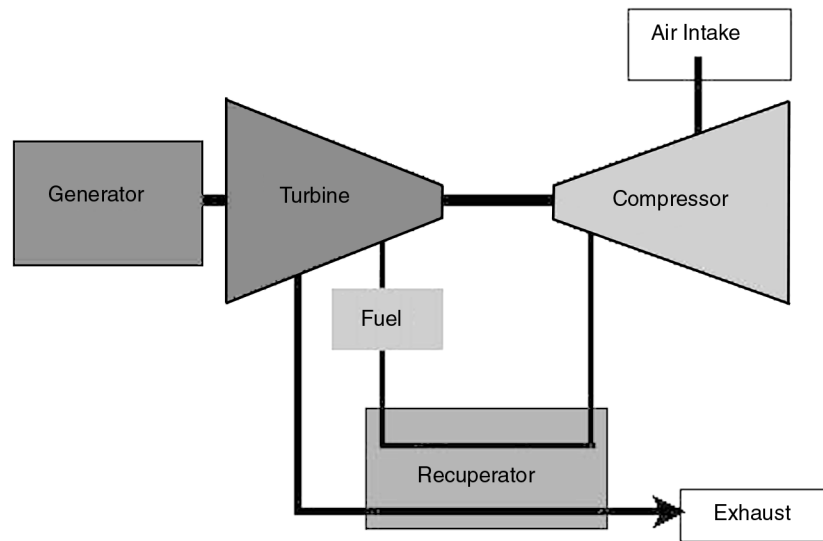 Air Intake
Generator
Turbine
Compressor
Fuel
Recuperator
Exhaust